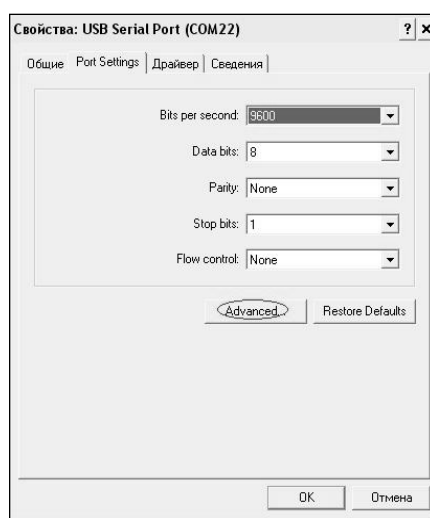 Свойства: USB Serial Port (COM22)
? ×
Общие Port Settings Драйвер Сведения
Bits per second: 9600
Data bits: 8
Parity: None
Stop bits: 1
Flow control: None
Advanced... Restore Defaults
OK Отмена